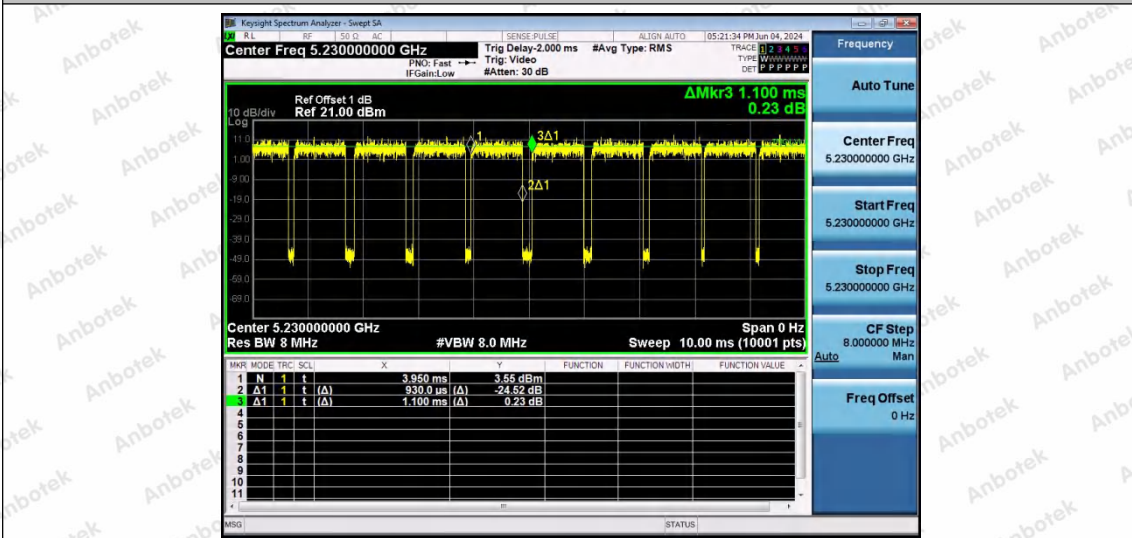 Keysight Spectrum Analyzer - Swept SA
RL RF 50 Ω AC SENSE:PULSE ALIGN AUTO 05:21:34 PM Jun 04, 2024
Center Freq 5.230000000 GHz
Trig Delay-2.000 ms #Avg Type: RMS
TRACE 1 2 3 4 5 6
PNO: Fast Trig: Video
TYPE WWWWWW
IFGain:Low #Atten: 30 dB
DET P P P P P P
Frequency
Auto Tune
Center Freq
5.230000000 GHz
Start Freq
5.230000000 GHz
Stop Freq
5.230000000 GHz
CF Step
8.000000 MHz
Auto Man
Freq Offset
0 Hz
ΔMkr3 1.100 ms
0.23 dB
Ref Offset 1 dB
10 dB/div Ref 21.00 dBm
Log
11.0
1.00
-9.00
-19.0
-29.0
-39.0
-49.0
-59.0
-69.0
1
3Δ1
2Δ1
Center 5.230000000 GHz Span 0 Hz
Res BW 8 MHz #VBW 8.0 MHz Sweep 10.00 ms (10001 pts)
MKR MODE TRC SCL X Y FUNCTION FUNCTION WIDTH FUNCTION VALUE
1 N 1 t 3.950 ms 3.55 dBm
2 Δ1 1 t (Δ) 930.0 µs (Δ) -24.52 dB
3 Δ1 1 t (Δ) 1.100 ms (Δ) 0.23 dB
4
5
6
7
8
9
10
11
MSG STATUS
Anbotek